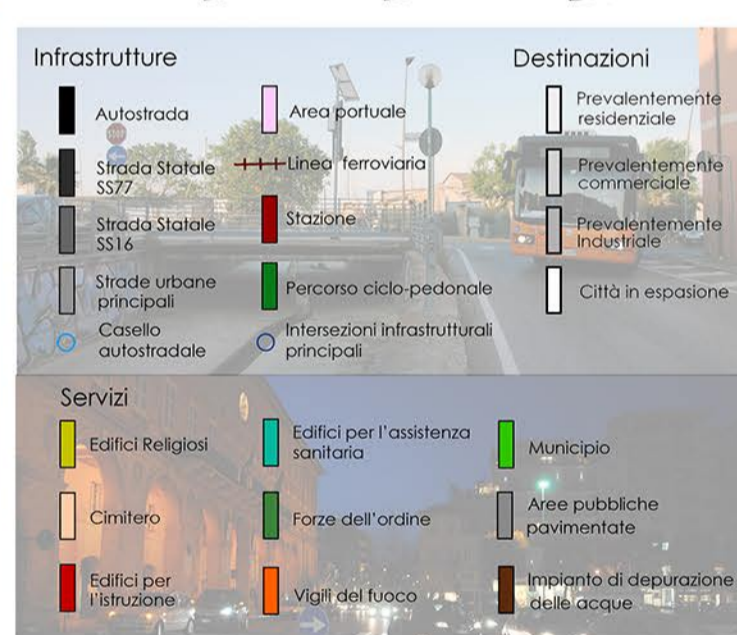 Infrastrutture
Autostrada
Strada Statale
SS77
Strada Statale
SS16
Strade urbane
principali
Casello
autostradale
Area portuale
Linea ferroviaria
Stazione
Percorso ciclo-pedonale
Intersezioni infrastrutturali
principali
Destinazioni
Prevalentemente
residenziale
Prevalentemente
commerciale
Prevalentemente
Industriale
Città in espasione
Servizi
Edifici Religiosi
Cimitero
Edifici per
l'istruzione
Edifici per l'assistenza
sanitaria
Forze dell'ordine
Vigili del fuoco
Municipio
Aree pubbliche
pavimentate
Impianto di depurazione
delle acque
STOP